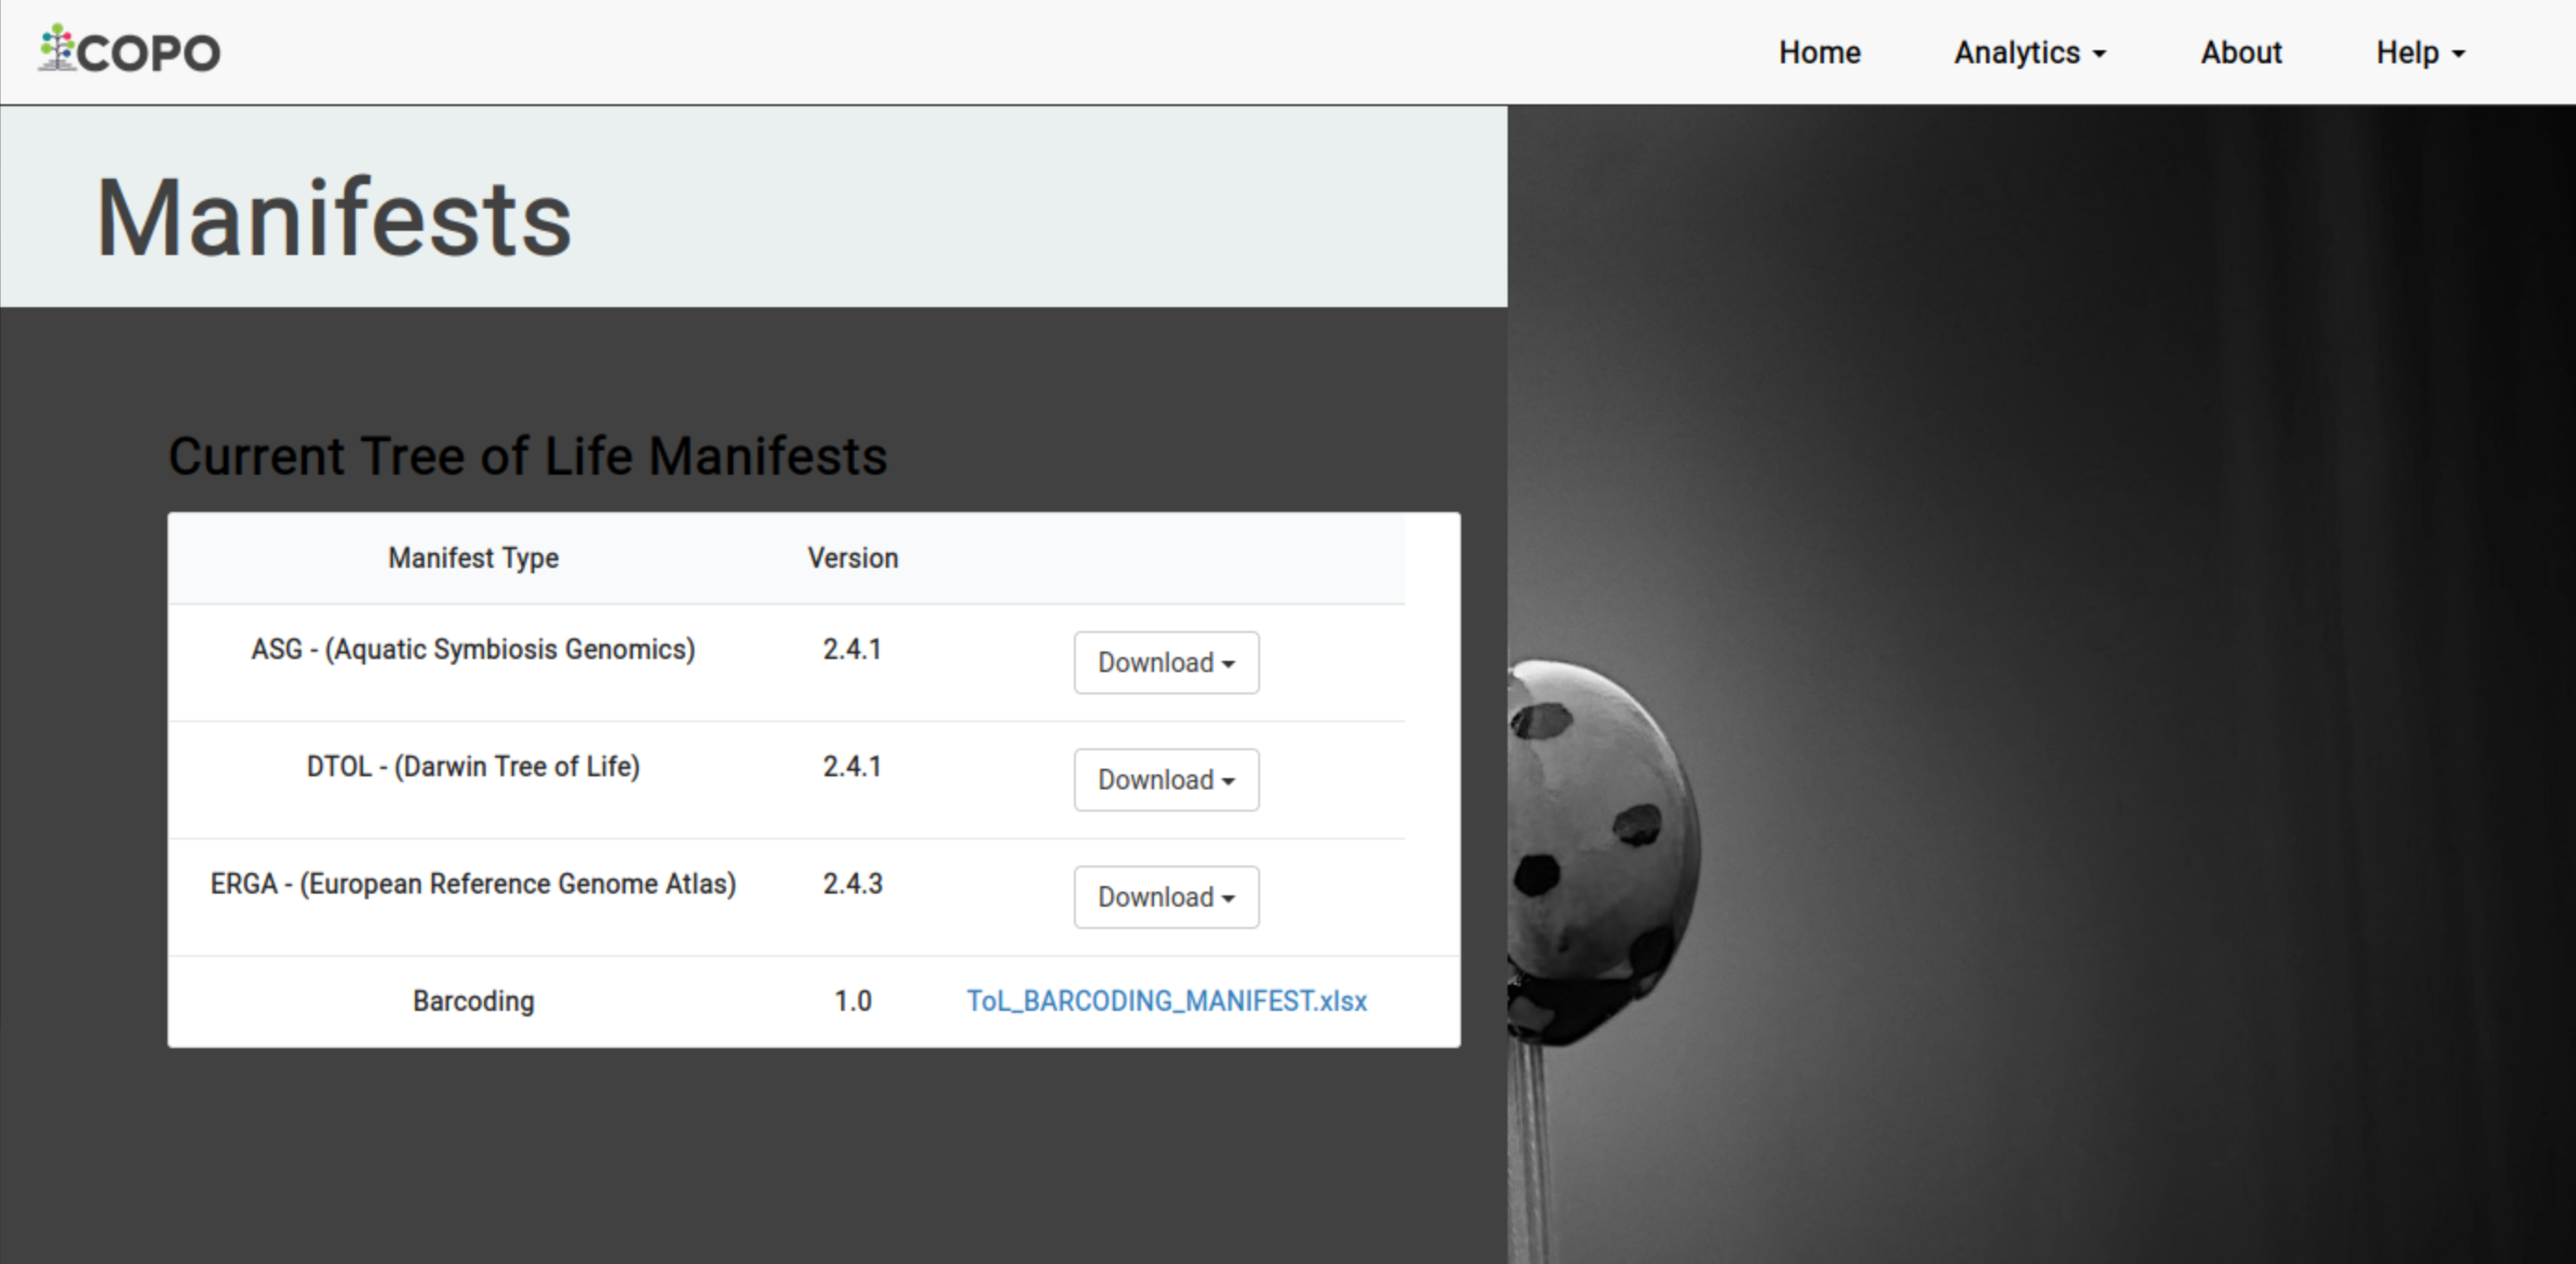 COPO
Home Analytics About Help
Manifests
Current Tree of Life Manifests
Manifest Type Version
ASG - (Aquatic Symbiosis Genomics) 2.4.1 Download
DTOL - (Darwin Tree of Life) 2.4.1 Download
ERGA - (European Reference Genome Atlas) 2.4.3 Download
Barcoding 1.0 ToL_BARCODING_MANIFEST.xlsx